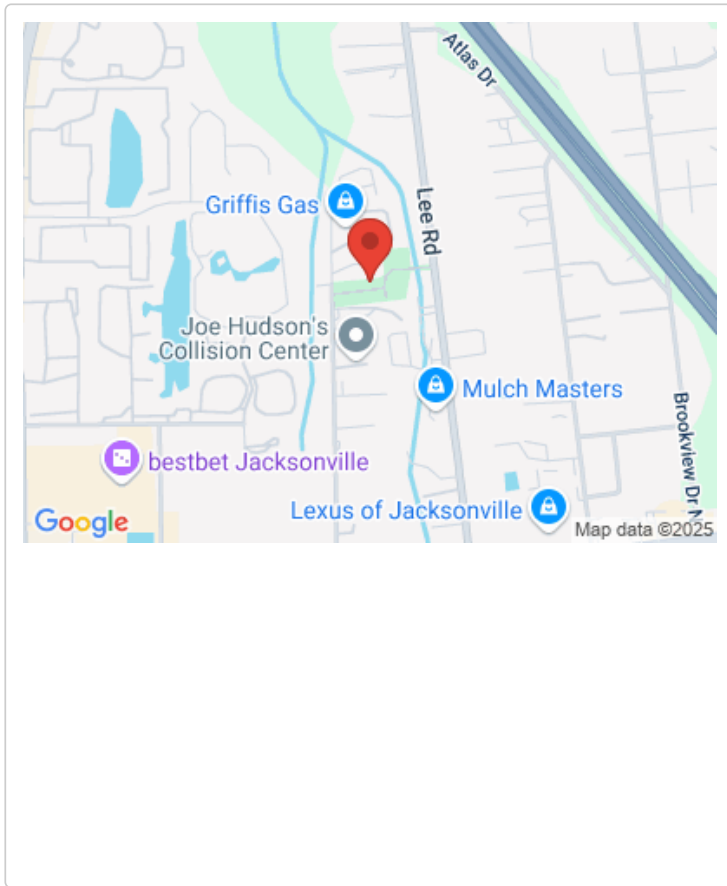 Atlas Dr
Griffis Gas
Lee Rd
Joe Hudson's
Collision Center
Mulch Masters
Brookview Dr N
bestbet Jacksonville
Lexus of Jacksonville
Google
Map data ©2025